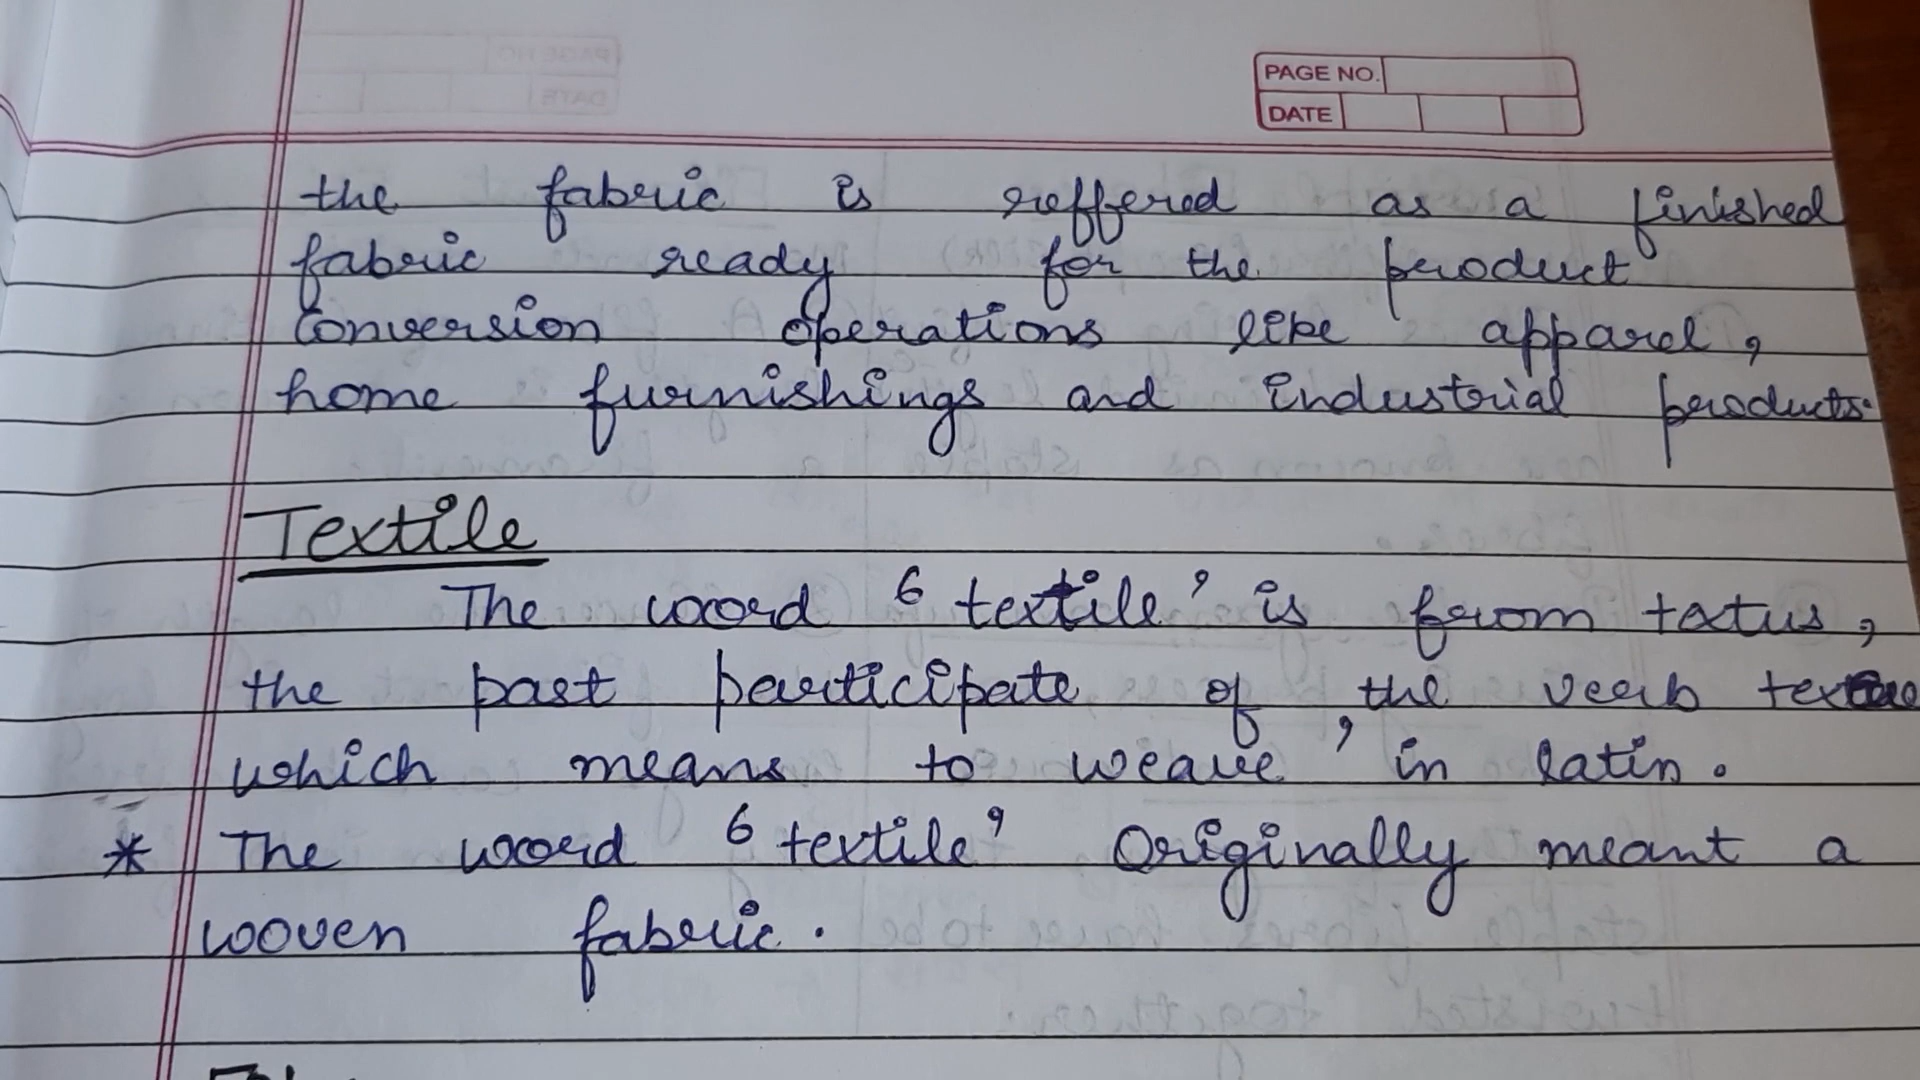 PAGE NO.
DATE
the fabric is reffered as a finished
fabric ready for the product
conversion operations like apparel,
home furnishings and industrial products.
Textile
The word 'textile' is from tatus,
the past participate of the verb
which means to weave' in latin.
* The word 'textile' Originally meant a
wooven fabric.